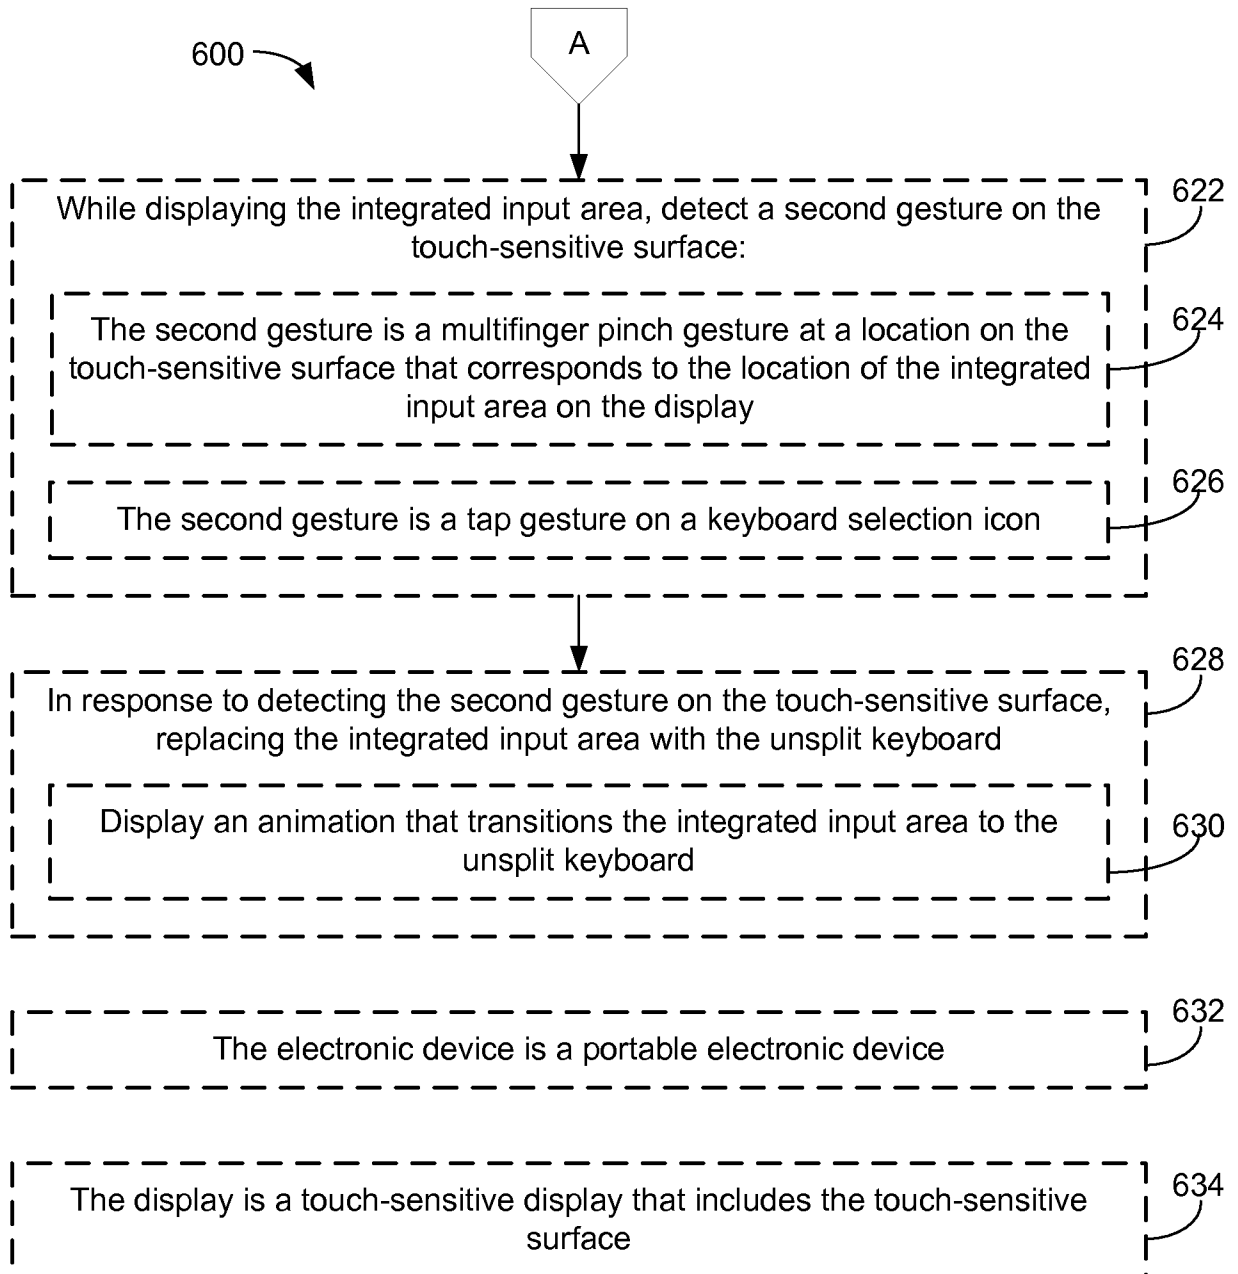 600
A
While displaying the integrated input area, detect a second gesture on the
touch-sensitive surface:
622
The second gesture is a multifinger pinch gesture at a location on the
touch-sensitive surface that corresponds to the location of the integrated
input area on the display
624
The second gesture is a tap gesture on a keyboard selection icon
626
In response to detecting the second gesture on the touch-sensitive surface,
replacing the integrated input area with the unsplit keyboard
628
Display an animation that transitions the integrated input area to the
unsplit keyboard
630
The electronic device is a portable electronic device
632
The display is a touch-sensitive display that includes the touch-sensitive
surface
634